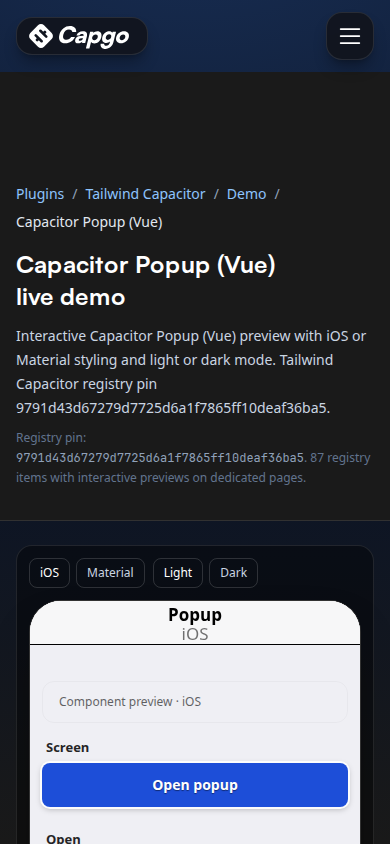 Capgo
Plugins / Tailwind Capacitor / Demo /
Capacitor Popup (Vue)
Capacitor Popup (Vue)
live demo
Interactive Capacitor Popup (Vue) preview with iOS or
Material styling and light or dark mode. Tailwind
Capacitor registry pin
9791d43d67279d7725d6a1f7865ff10deaf36ba5.
Registry pin:
9791d43d67279d7725d6a1f7865ff10deaf36ba5. 87 registry
items with interactive previews on dedicated pages.
iOS Material Light Dark
Popup
iOS
Component preview · iOS
Screen
Open popup
Open